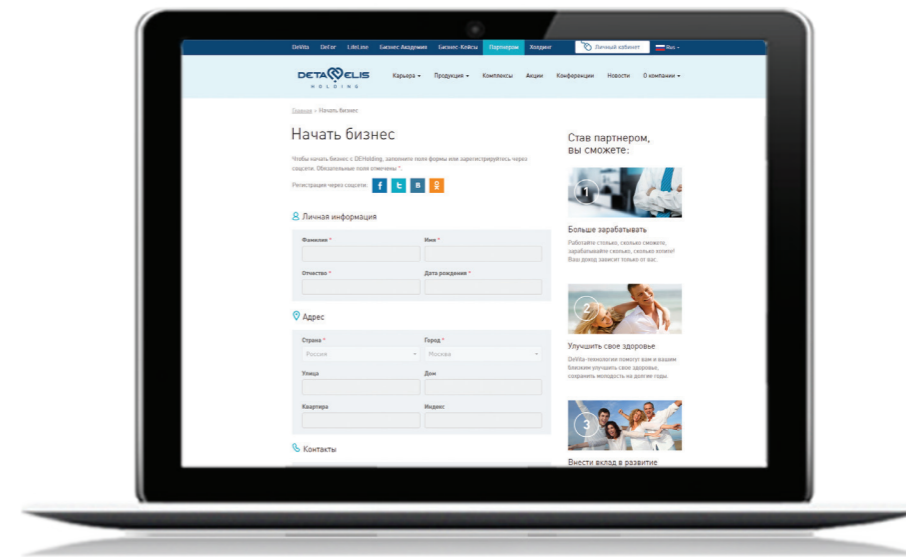 DeVita DeTor LifeLine Бизнес Академия Бизнес-Кейсы Партнерам Холдинг Личный кабинет Rus
DETA ELIS
HOLDING
Карьера Продукция Комплексы Акции Конференции Новости О компании
Главная » Начать бизнес
Начать бизнес
Чтобы начать бизнес с DEHolding, заполните поля формы или зарегистрируйтесь через
соцсети. Обязательные поля отмечены *.
Регистрация через соцсети:
Личная информация
Фамилия * Имя *
Отчество * Дата рождения *
Адрес
Страна * Город *
Россия Москва
Улица Дом
Квартира Индекс
Контакты
Став партнером,
вы сможете:
1
Больше зарабатывать
Работайте столько, сколько сможете,
зарабатывайте сколько, сколько хотите!
Ваш доход зависит только от вас.
2
Улучшить свое здоровье
DeVita-технологии помогут вам и вашим
близким улучшить свое здоровье,
сохранить молодость на долгие годы.
3
Внести вклад в развитие